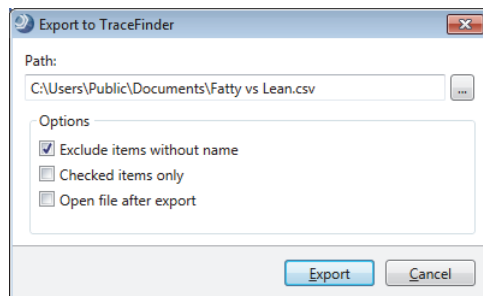 Export to TraceFinder
Path:
C:\Users\Public\Documents\Fatty vs Lean.csv
...
Options
Exclude items without name
Checked items only
Open file after export
Export Cancel